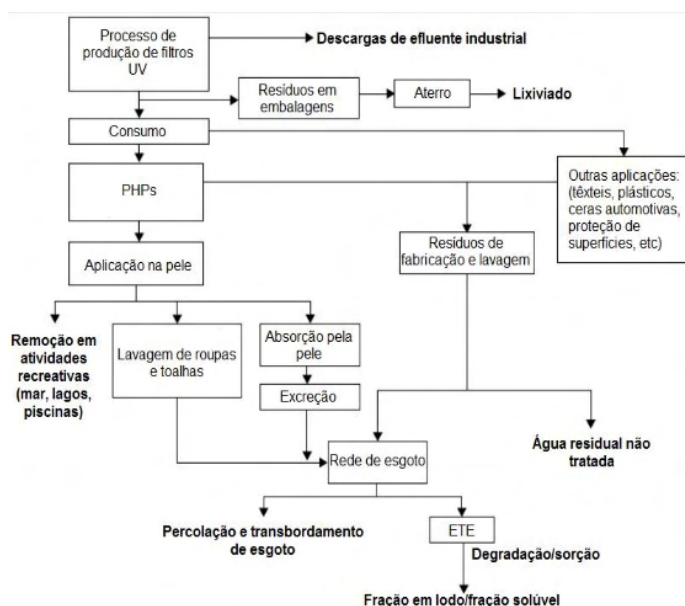 Processo de
produção de filtros
UV
Descargas de efluente industrial
Resíduos em
embalagens
Aterro
Lixiviado
Consumo
PHPs
Outras aplicações:
(têxteis, plásticos,
ceras automotivas,
proteção de
superfícies, etc)
Resíduos de
fabricação e lavagem
Aplicação na pele
Remoção em
atividades
recreativas
(mar, lagos,
piscinas)
Lavagem de roupas
e toalhas
Absorção pela
pele
Excreção
Rede de esgoto
Água residual não
tratada
Percolação e transbordamento
de esgoto
ETE
Degradação/sorção
Fração em lodo/fração solúvel